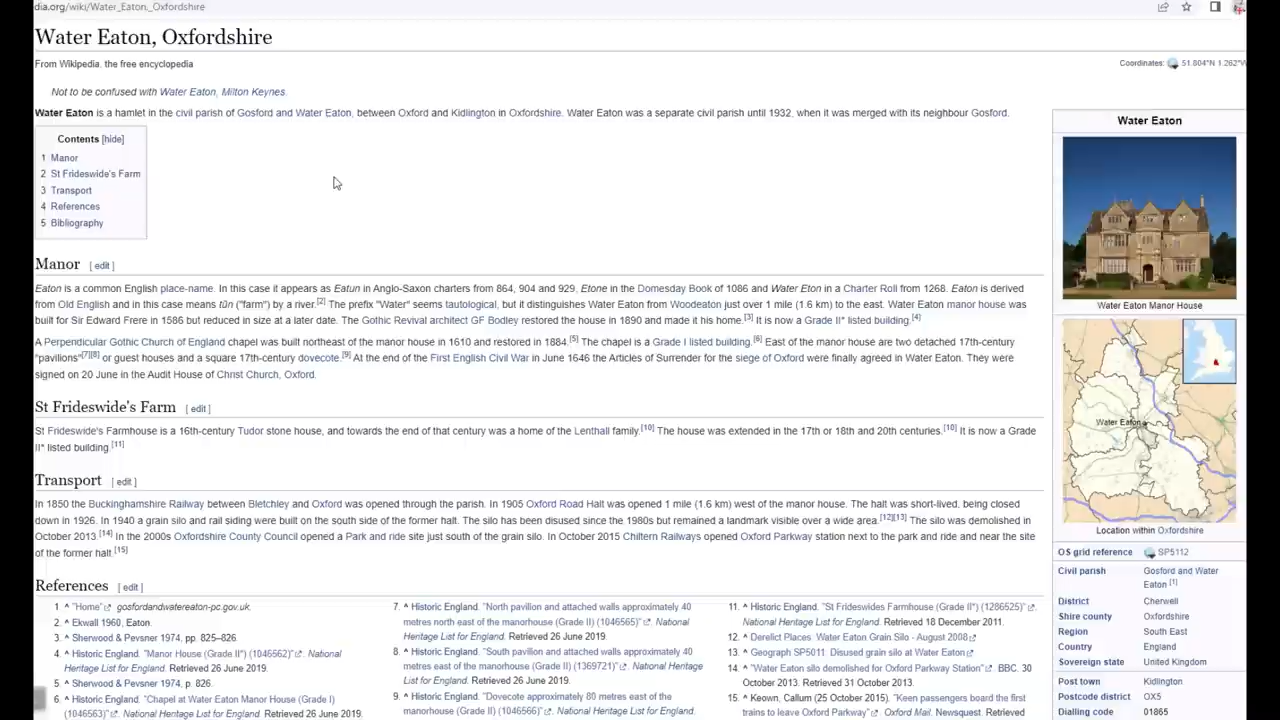 dia.org/wiki/Water_Eaton,_Oxfordshire
Water Eaton, Oxfordshire
From Wikipedia, the free encyclopedia
Coordinates: 51.804°N 1.262°W
Not to be confused with Water Eaton, Milton Keynes.
Water Eaton is a hamlet in the civil parish of Gosford and Water Eaton, between Oxford and Kidlington in Oxfordshire. Water Eaton was a separate civil parish until 1932, when it was merged with its neighbour Gosford.
Contents [hide]
1 Manor
2 St Frideswide's Farm
3 Transport
4 References
5 Bibliography
Manor [ edit ]
Eaton is a common English place-name. In this case it appears as Eatun in Anglo-Saxon charters from 864, 904 and 929, Etone in the Domesday Book of 1086 and Water Eton in a Charter Roll from 1268. Eaton is derived
from Old English and in this case means tūn ("farm") by a river.[2] The prefix "Water" seems tautological, but it distinguishes Water Eaton from Woodeaton just over 1 mile (1.6 km) to the east. Water Eaton manor house was
built for Sir Edward Frere in 1586 but reduced in size at a later date. The Gothic Revival architect GF Bodley restored the house in 1890 and made it his home.[3] It is now a Grade II* listed building.[4]
A Perpendicular Gothic Church of England chapel was built northeast of the manor house in 1610 and restored in 1884.[5] The chapel is a Grade I listed building.[6] East of the manor house are two detached 17th-century
"pavilions"[7][8] or guest houses and a square 17th-century dovecote.[9] At the end of the First English Civil War in June 1646 the Articles of Surrender for the siege of Oxford were finally agreed in Water Eaton. They were
signed on 20 June in the Audit House of Christ Church, Oxford.
St Frideswide's Farm [ edit ]
St Frideswide's Farmhouse is a 16th-century Tudor stone house, and towards the end of that century was a home of the Lenthall family.[10] The house was extended in the 17th or 18th and 20th centuries.[10] It is now a Grade
II* listed building.[11]
Transport [ edit ]
In 1850 the Buckinghamshire Railway between Bletchley and Oxford was opened through the parish. In 1905 Oxford Road Halt was opened 1 mile (1.6 km) west of the manor house. The halt was short-lived, being closed
down in 1926. In 1940 a grain silo and rail siding were built on the south side of the former halt. The silo has been disused since the 1980s but remained a landmark visible over a wide area.[12][13] The silo was demolished in
October 2013.[14] In the 2000s Oxfordshire County Council opened a Park and ride site just south of the grain silo. In October 2015 Chiltern Railways opened Oxford Parkway station next to the park and ride and near the site
of the former halt.[15]
References [ edit ]
1. ^ "Home" gosfordandwatereaton-pc.gov.uk.
2. ^ Ekwall 1960, Eaton.
3. ^ Sherwood & Pevsner 1974, pp. 825–826.
4. ^ Historic England. "Manor House (Grade II*) (1046562)". National
Heritage List for England. Retrieved 26 June 2019.
5. ^ Sherwood & Pevsner 1974, p. 826.
6. ^ Historic England. "Chapel at Water Eaton Manor House (Grade I)
(1046563)". National Heritage List for England. Retrieved 26 June 2019.
7. ^ Historic England. "North pavilion and attached walls approximately 40
metres north east of the manorhouse (Grade II) (1046565)". National
Heritage List for England. Retrieved 26 June 2019.
8. ^ Historic England. "South pavilion and attached walls approximately 40
metres east of the manorhouse (Grade II) (1369721)". National Heritage
List for England. Retrieved 26 June 2019.
9. ^ Historic England. "Dovecote approximately 80 metres east of the
manorhouse (Grade II) (1046566)". National Heritage List for England.
11. ^ Historic England. "St Frideswides Farmhouse (Grade II*) (1286525)".
National Heritage List for England. Retrieved 18 December 2011.
12. ^ Derelict Places Water Eaton Grain Silo - August 2008
13. ^ Geograph SP5011 Disused grain silo at Water Eaton
14. ^ "Water Eaton silo demolished for Oxford Parkway Station". BBC. 30
October 2013. Retrieved 31 October 2013.
15. ^ Keown, Callum (25 October 2015). "Keen passengers board the first
trains to leave Oxford Parkway". Oxford Mail. Newsquest. Retrieved
Water Eaton
Water Eaton Manor House
Water Eaton
Location within Oxfordshire
OS grid reference SP5112
Civil parish Gosford and Water
Eaton [1]
District Cherwell
Shire county Oxfordshire
Region South East
Country England
Sovereign state United Kingdom
Post town Kidlington
Postcode district OX5
Dialling code 01865